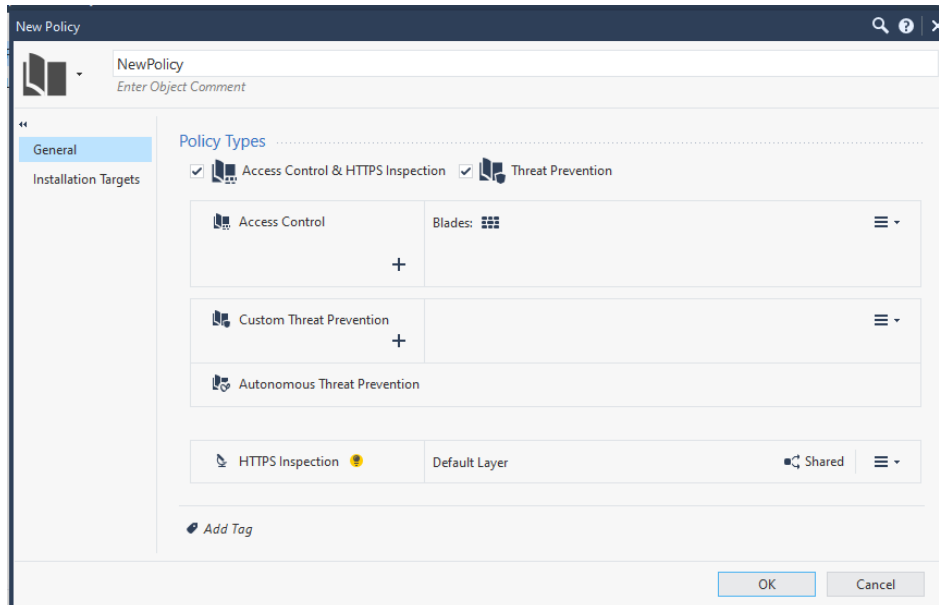 New Policy
NewPolicy
Enter Object Comment
General
Installation Targets
Policy Types
Access Control & HTTPS Inspection
Threat Prevention
Access Control
Blades:
Custom Threat Prevention
Autonomous Threat Prevention
HTTPS Inspection
Default Layer
Shared
Add Tag
OK
Cancel